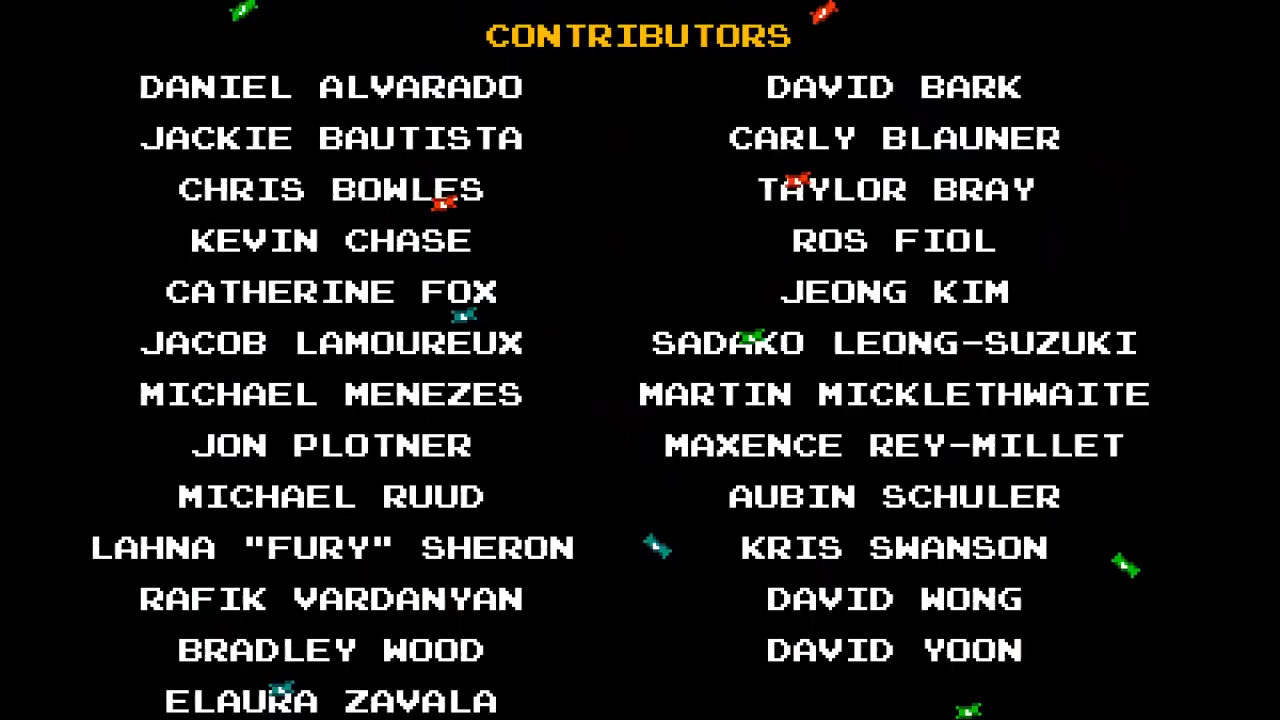 CONTRIBUTORS
DANIEL ALVARADO
DAVID BARK
JACKIE BAUTISTA
CARLY BLAUNER
CHRIS BOWLES
TAYLOR BRAY
KEVIN CHASE
ROS FIOL
CATHERINE FOX
JEONG KIM
JACOB LAMOUREUX
SADAKO LEONG-SUZUKI
MICHAEL MENEZES
MARTIN MICKLETHWAITE
JON PLOTNER
MAXENCE REY-MILLET
MICHAEL RUUD
AUBIN SCHULER
LAHNA "FURY" SHERON
KRIS SWANSON
RAFIK VARDANYAN
DAVID WONG
BRADLEY WOOD
DAVID YOON
ELAURA ZAVALA